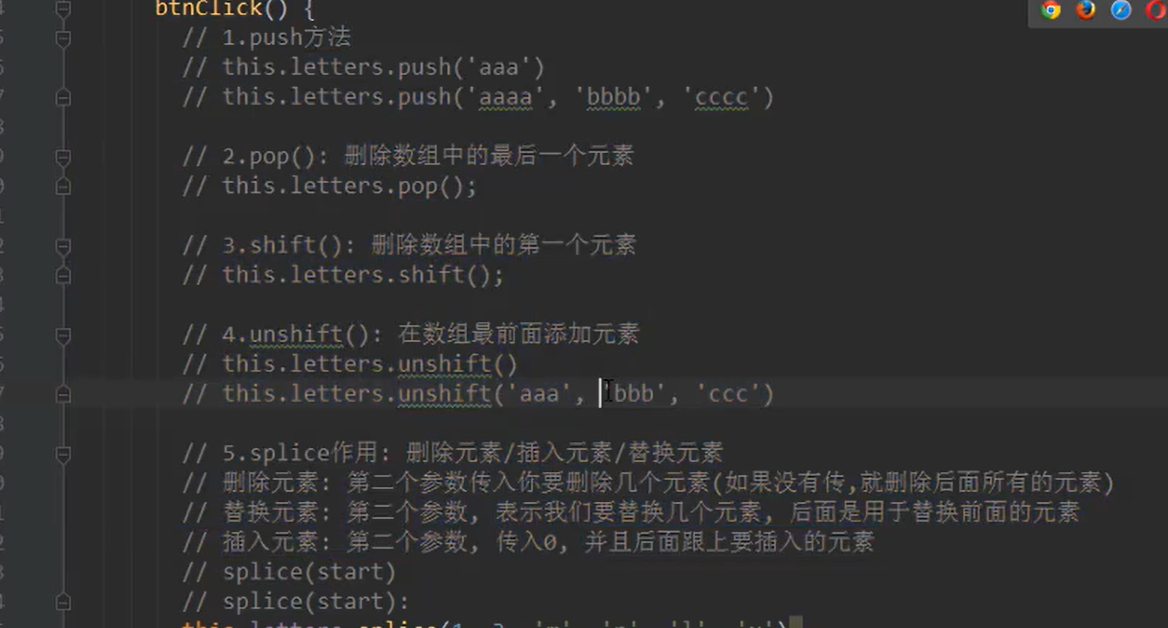 btnClick() {
// 1.push方法
// this.letters.push('aaa')
// this.letters.push('aaaa', 'bbbb', 'cccc')
// 2.pop(): 删除数组中的最后一个元素
// this.letters.pop();
// 3.shift(): 删除数组中的第一个元素
// this.letters.shift();
// 4.unshift(): 在数组最前面添加元素
// this.letters.unshift()
// this.letters.unshift('aaa', 'bbb', 'ccc')
// 5.splice作用: 删除元素/插入元素/替换元素
// 删除元素: 第二个参数传入你要删除几个元素(如果没有传,就删除后面所有的元素)
// 替换元素: 第二个参数, 表示我们要替换几个元素, 后面是用于替换前面的元素
// 插入元素: 第二个参数, 传入0, 并且后面跟上要插入的元素
// splice(start)
// splice(start):
this.letters.splice(1, 3, 'm', 'n', 'l', 'x')